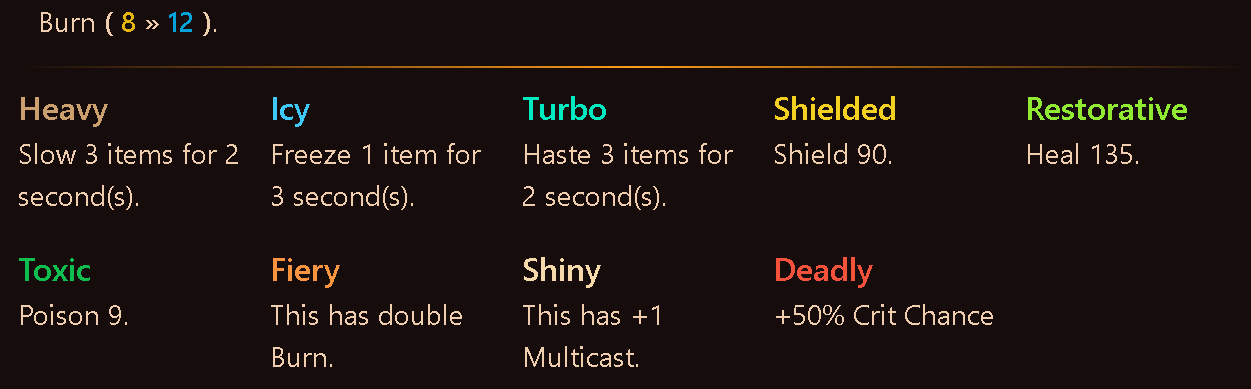 Burn ( 8 » 12 ).
Heavy
Slow 3 items for 2
second(s).
Icy
Freeze 1 item for
3 second(s).
Turbo
Haste 3 items for
2 second(s).
Shielded
Shield 90.
Restorative
Heal 135.
Toxic
Poison 9.
Fiery
This has double
Burn.
Shiny
This has +1
Multicast.
Deadly
+50% Crit Chance